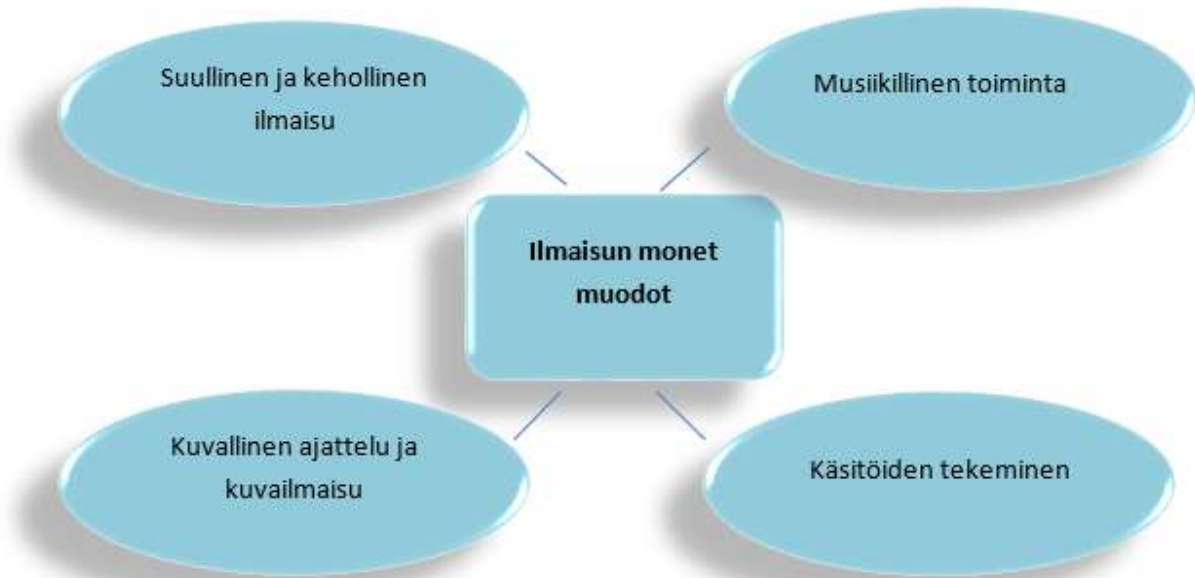 Suullinen ja kehollinen
ilmaisu
Musiikillinen toiminta
Ilmaisun monet
muodot
Kuvallinen ajattelu ja
kuvailmaisu
Käsitöiden tekeminen